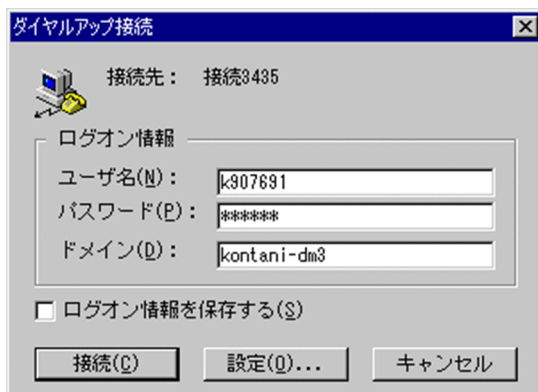 ダイヤルアップ接続
接続先： 接続3435
ログオン情報
ユーザ名(N)： k907691
パスワード(P)： ******
ドメイン(D)： kontani-dm3
ログオン情報を保存する(S)
接続(C) 設定(O)... キャンセル